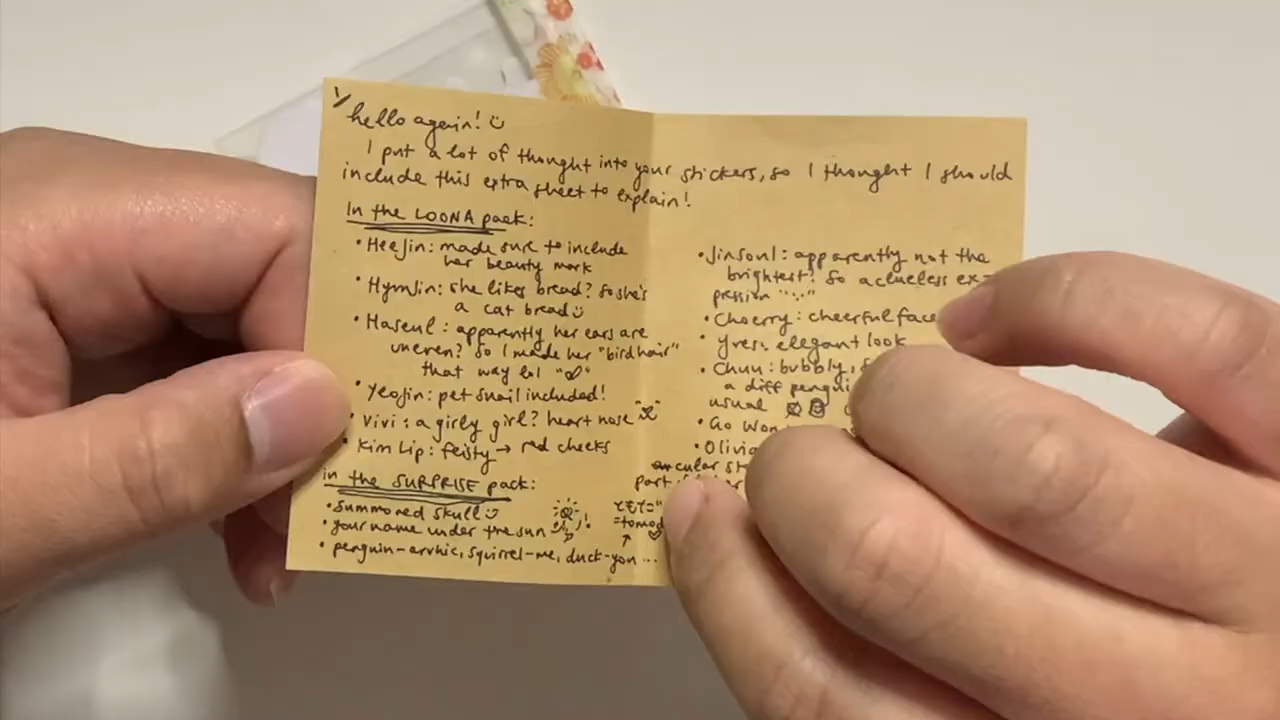 hello again!
I put a lot of thought into your stickers, so I thought I should
include this extra sheet to explain!
In the LOONA pack:
• HeeJin: made sure to include
her beauty mark
• HyunJin: she likes bread? so she's
a cat bread
• Haseul: apparently her ears are
uneven? so I made her "bird hair"
that way lol
• YeoJin: pet snail included!
• Vivi: a girly girl? heart nose
• Kim Lip: feisty → red cheeks
in the SURPRISE pack:
• summoned skull
• your name under the sun
• penguin-arvhic, squirrel-me, duck-you ...
• Jinsoul: apparently not the
brightest? so a clueless ex-
pression
• Choerry: cheerful face
• Yves: elegant look
• Chuu: bubbly,
a diff
usual
• Go Won
• Olivia